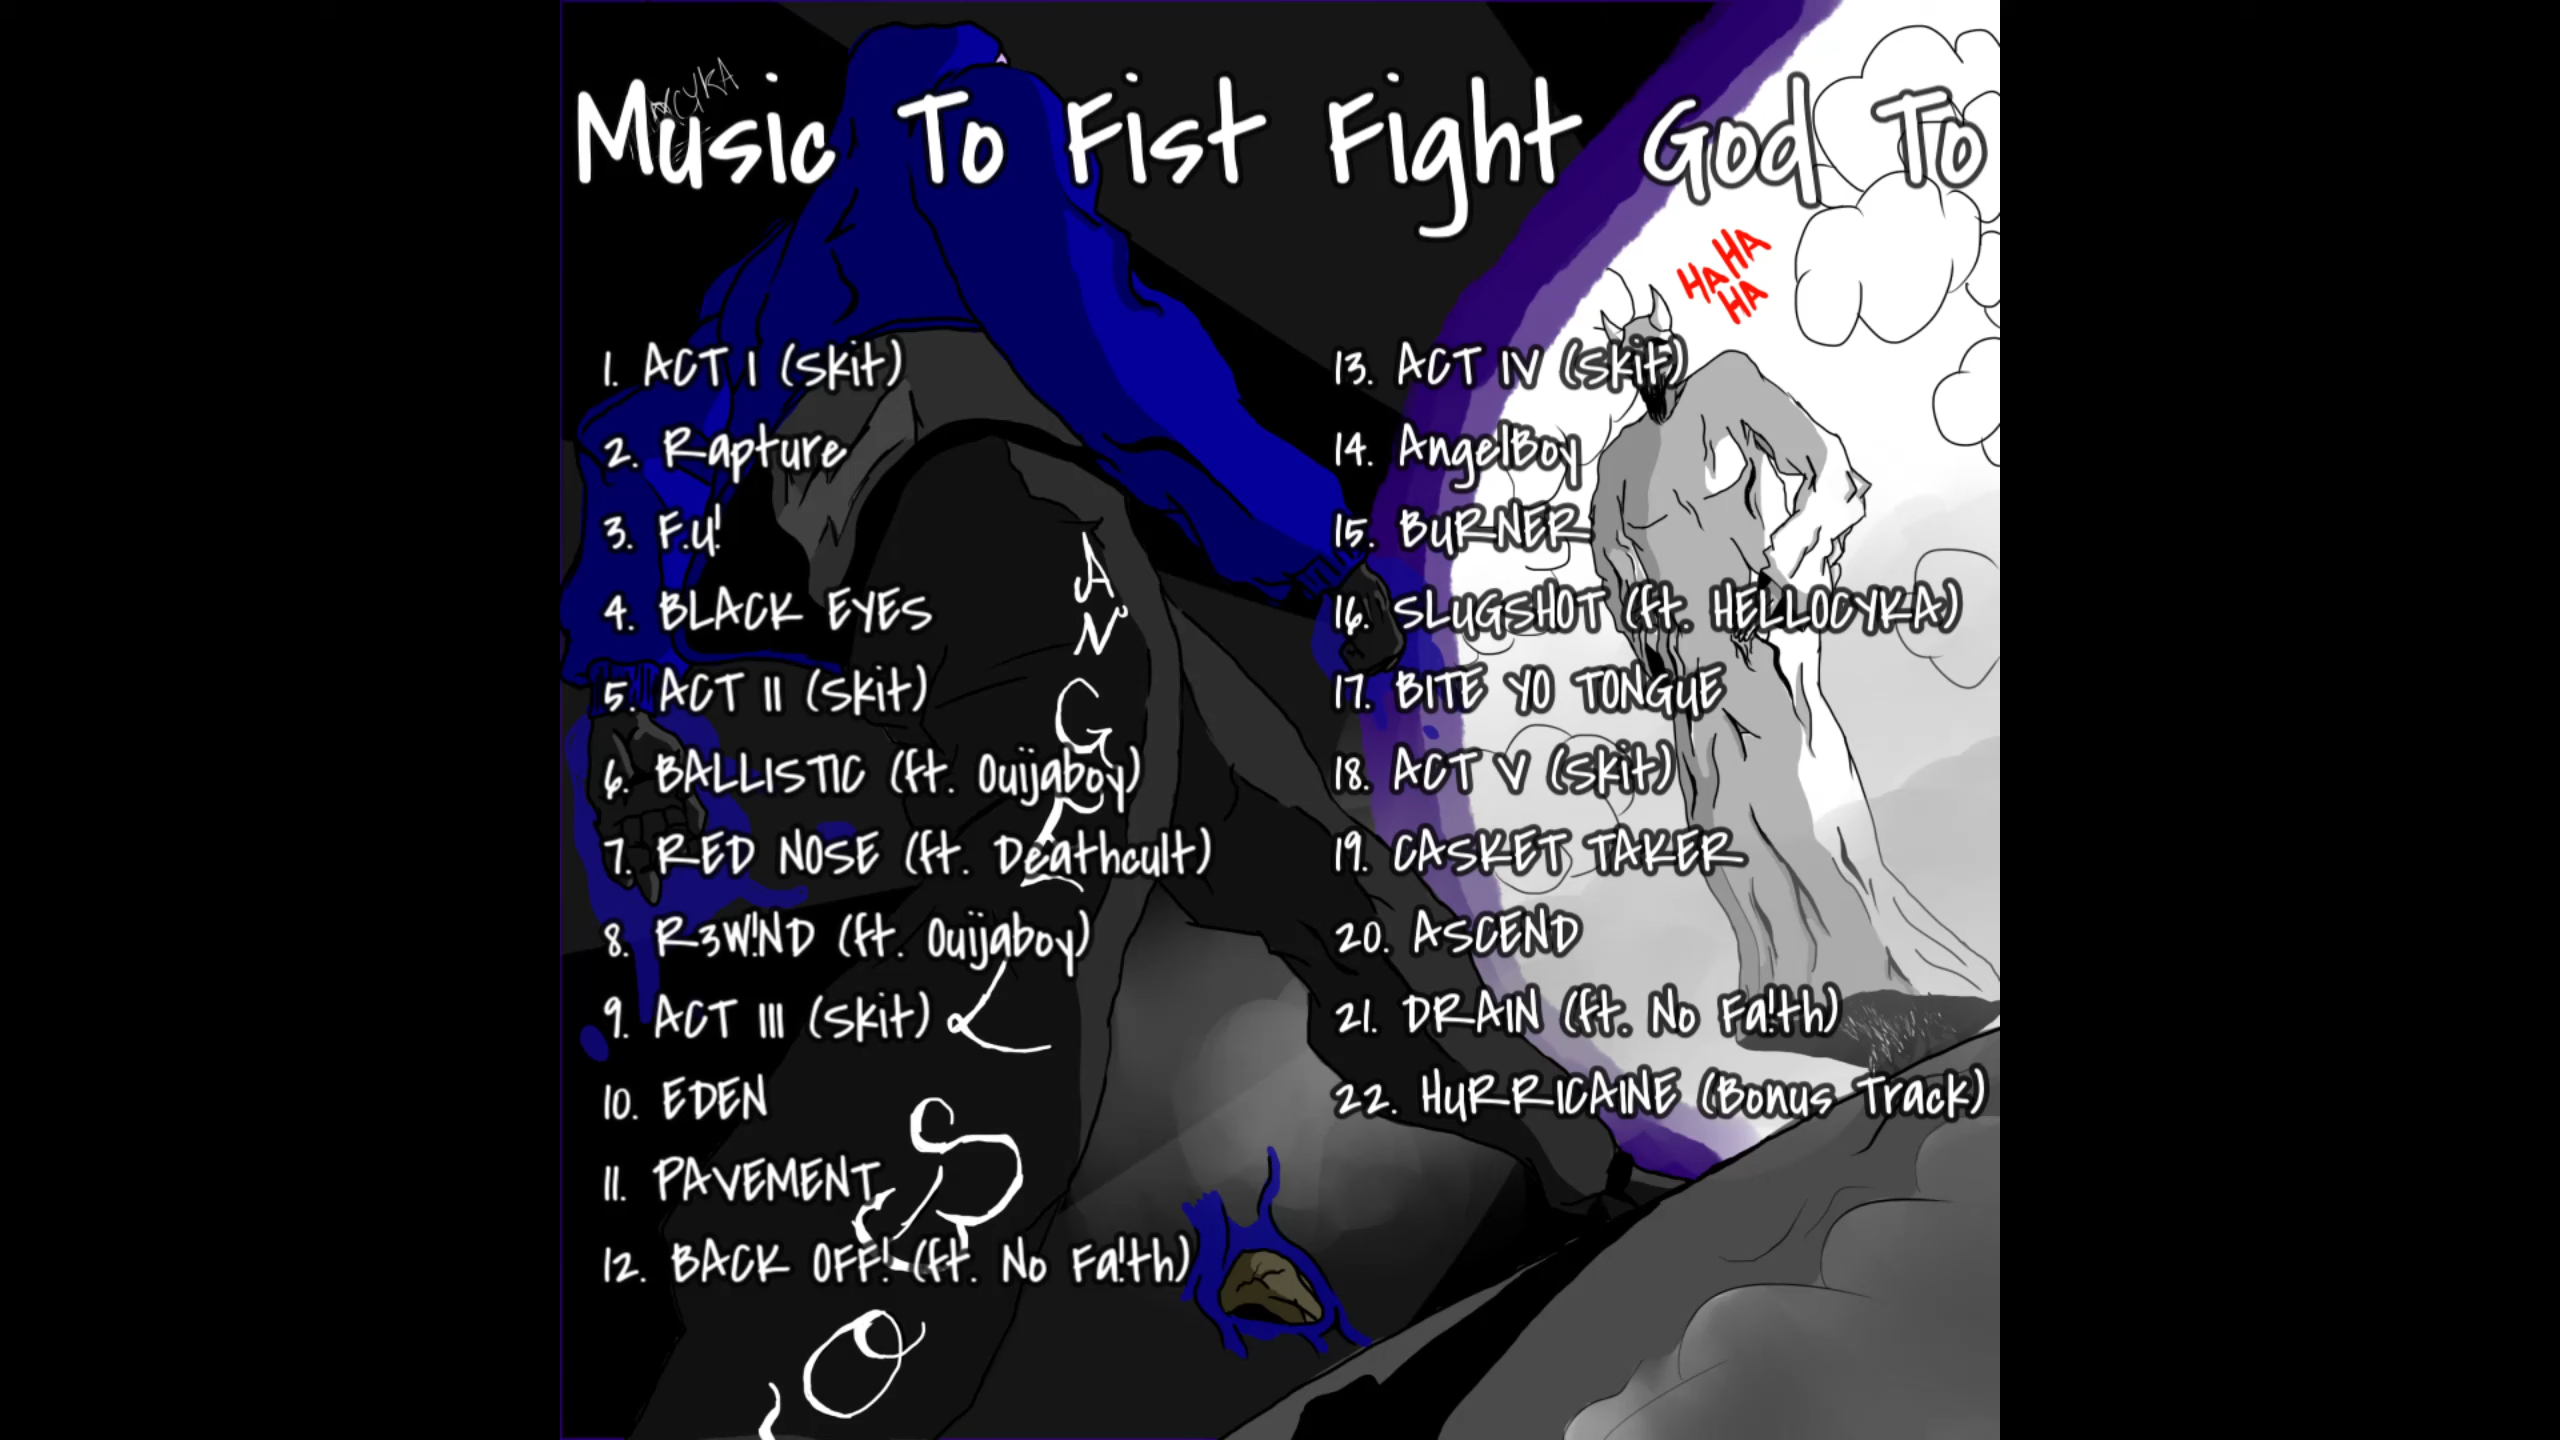 Music To Fist Fight God To
HA
HA
HA
1. ACT I (Skit)
2. Rapture
3. F.U!
4. BLACK EYES
5. ACT II (Skit)
6. BALLISTIC (ft. Ouijaboy)
7. RED NOSE (ft. Deathcult)
8. R3W!ND (ft. Ouijaboy)
9. ACT III (Skit)
10. EDEN
11. PAVEMENT
12. BACK OFF! (ft. No Fa!th)
13. ACT IV (Skit)
14. AngelBoy
15. BURNER
16. SLUGSHOT (ft. HELLOCYKA)
17. BITE YO TONGUE
18. ACT V (Skit)
19. CASKET TAKER
20. ASCEND
21. DRAIN (ft. No Fa!th)
22. HURRICAINE (Bonus Track)